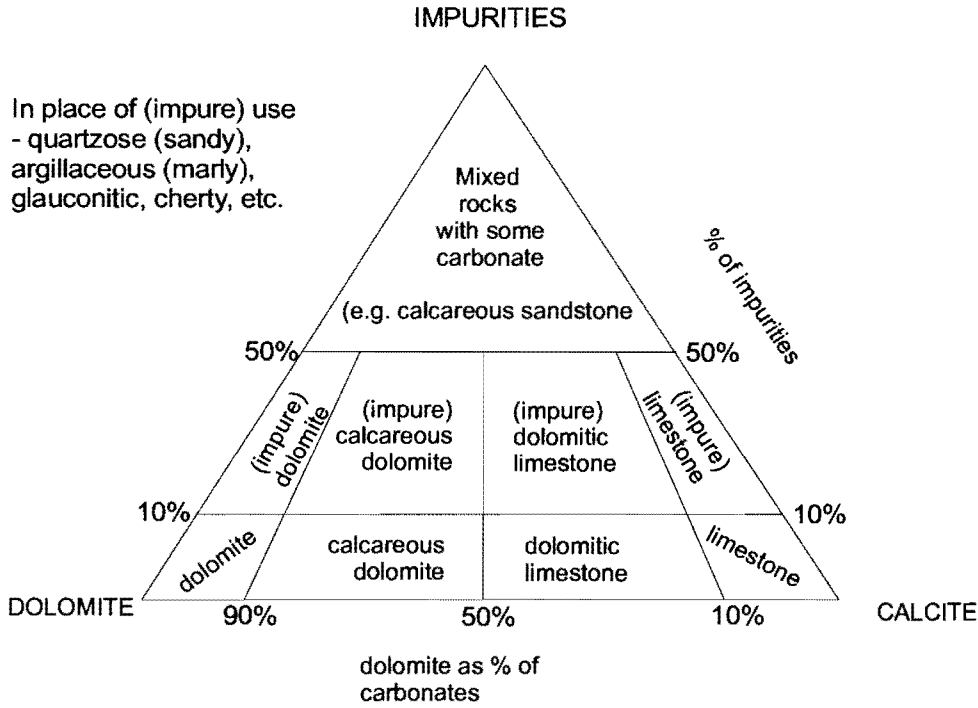 IMPURITIES
In place of (impure) use
- quartzose (sandy),
argillaceous (marly),
glauconitic, cherty, etc.
Mixed
rocks
with some
carbonate
(e.g. calcareous sandstone
% of impurities
50%
50%
(impure)
dolomite
(impure)
calcareous
dolomite
(impure)
dolomitic
limestone
(impure)
limestone
10%
10%
dolomite
calcareous
dolomite
dolomitic
limestone
limestone
DOLOMITE
90%
50%
10%
CALCITE
dolomite as % of
carbonates